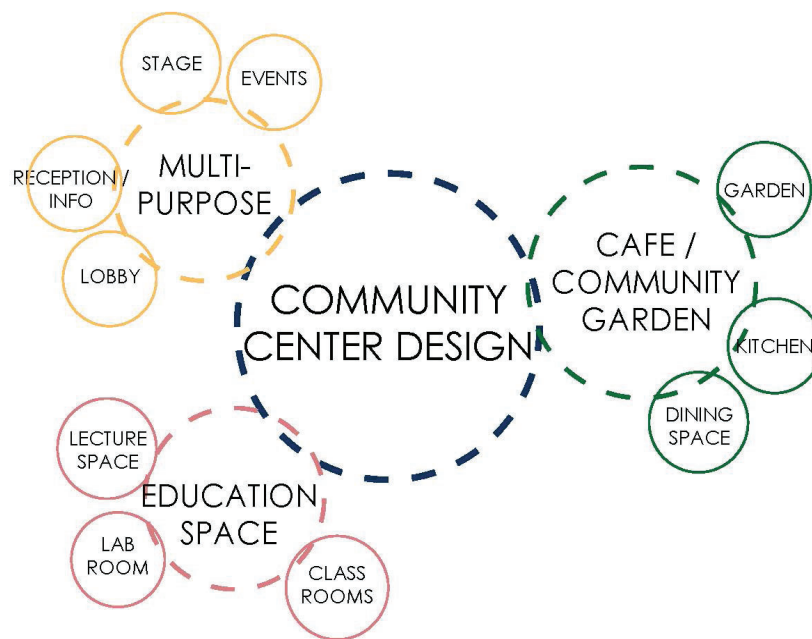 STAGE
EVENTS
MULTI-
PURPOSE
RECEPTION /
INFO
LOBBY
COMMUNITY
CENTER DESIGN
GARDEN
CAFE /
COMMUNITY
GARDEN
KITCHEN
DINING
SPACE
LECTURE
SPACE
EDUCATION
SPACE
LAB
ROOM
CLASS
ROOMS